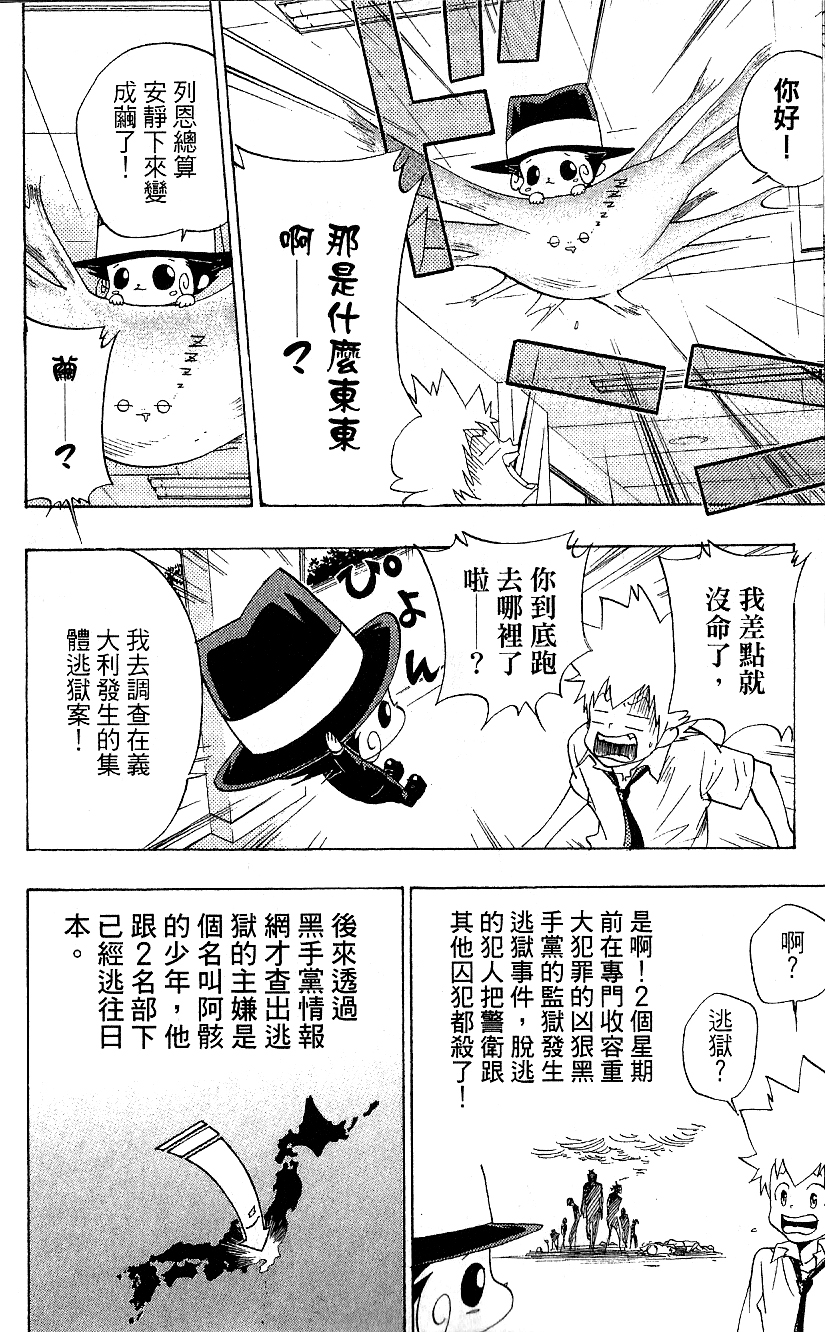 你好！
那是什麼東東
啊——？
列恩總算
安靜下來變
成繭了！
繭——？
zzzz
zzz
我差點就
沒命了，
你到底跑
去哪裡了
啦——？
ぴょん
我去調查在義
大利發生的集
體逃獄案！
啊？
逃獄？
是啊！2個星期
前在專門收容重
大犯罪的凶狠黑
手黨的監獄發生
逃獄事件，脫逃
的犯人把警衛跟
其他囚犯都殺了！
後來透過
黑手黨情報
網才查出逃
獄的主嫌是
個名叫阿骸
的少年，他
跟2名部下
已經逃往日
本。